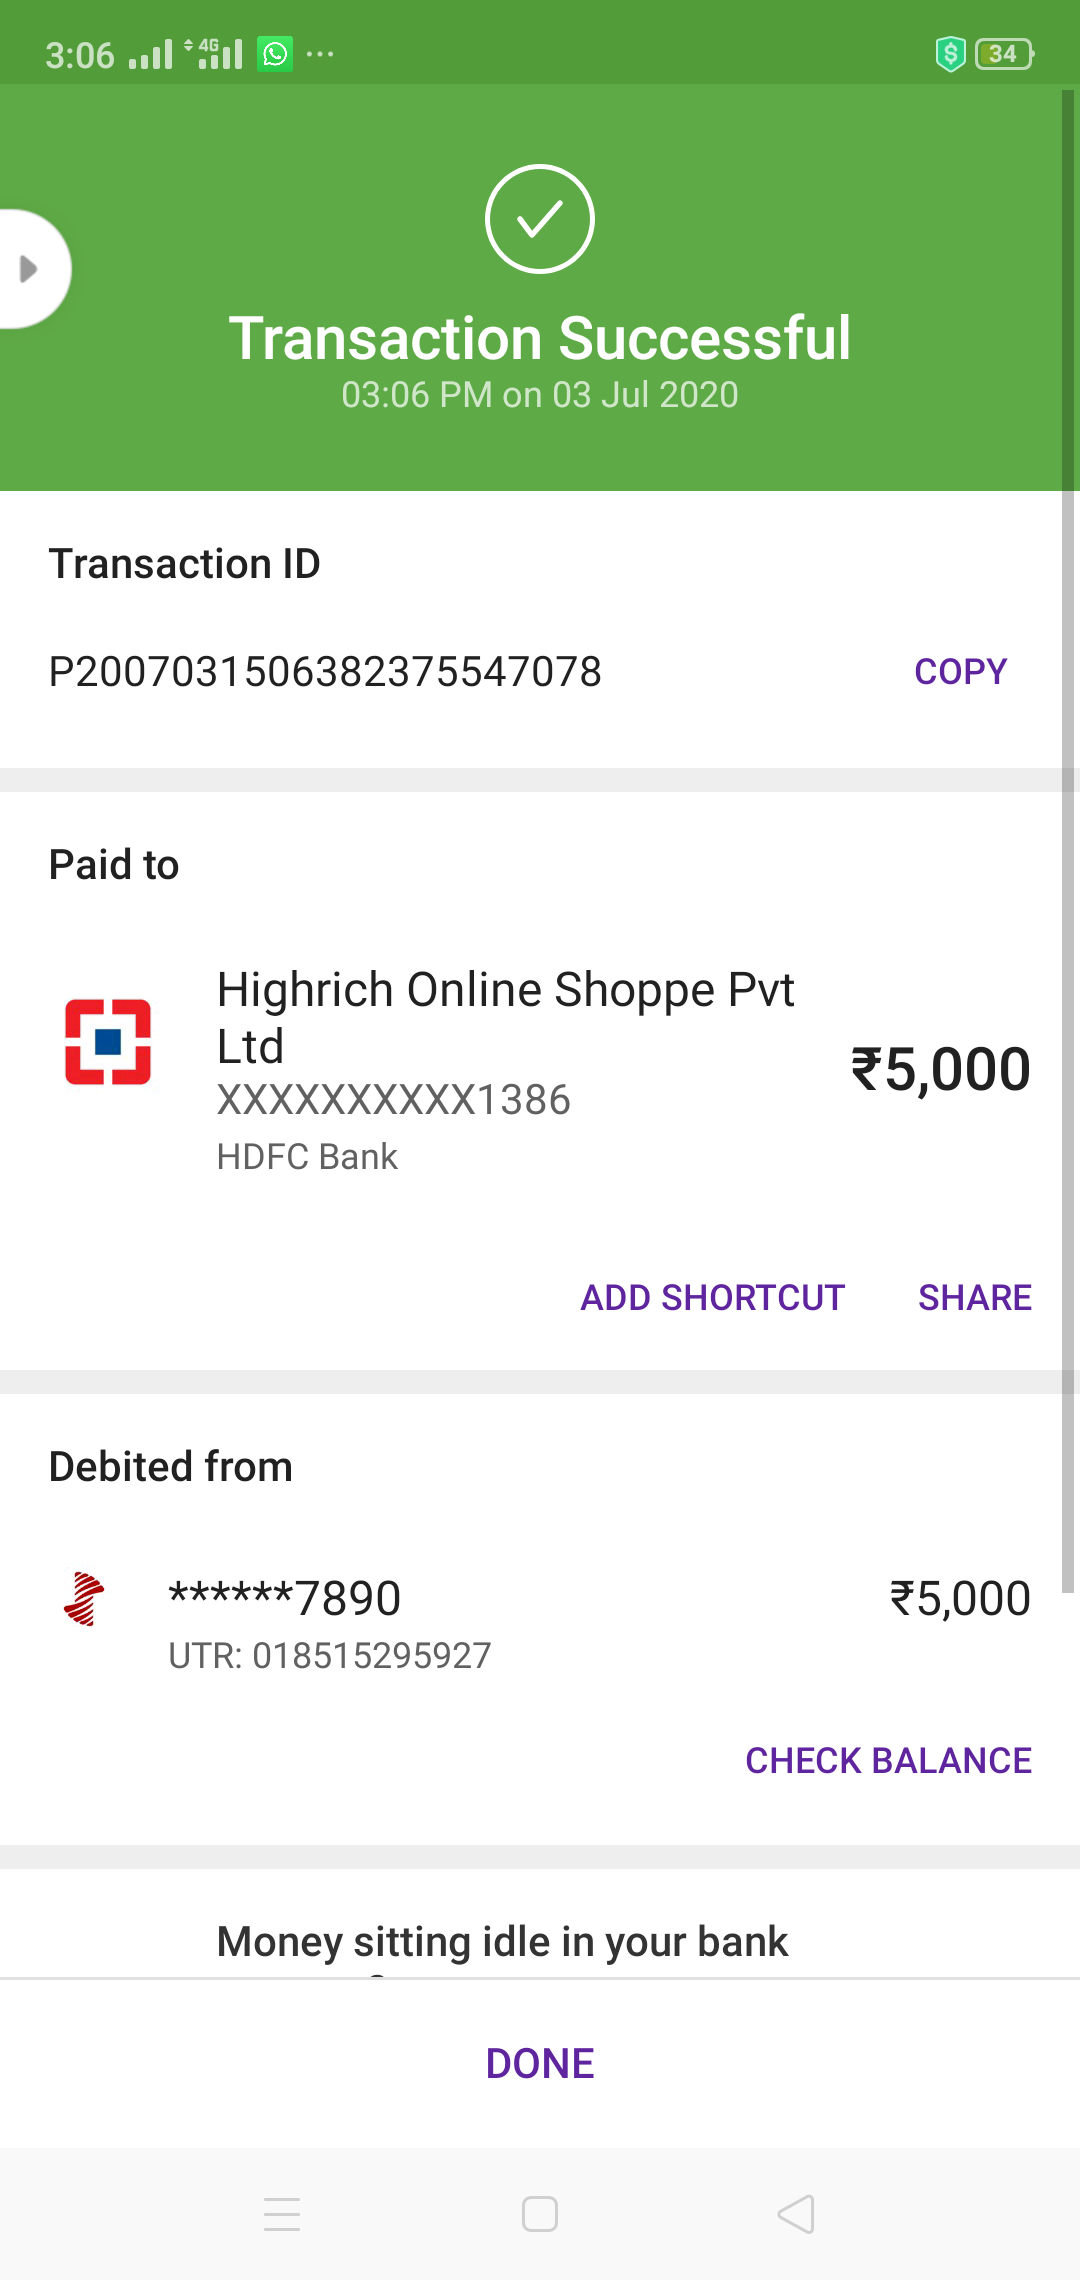 3:06 4G ... 34
Transaction Successful
03:06 PM on 03 Jul 2020
Transaction ID
P2007031506382375547078 COPY
Paid to
Highrich Online Shoppe Pvt
Ltd
₹5,000
XXXXXXXXXX1386
HDFC Bank
ADD SHORTCUT SHARE
Debited from
******7890 ₹5,000
UTR: 018515295927
CHECK BALANCE
Money sitting idle in your bank
DONE